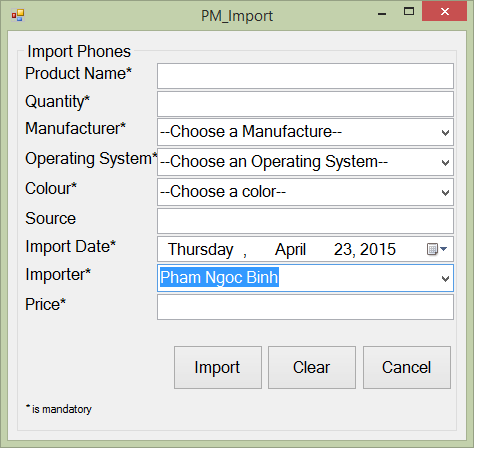 PM_Import
Import Phones
Product Name*
Quantity*
Manufacturer* --Choose a Manufacture--
Operating System* --Choose an Operating System--
Colour* --Choose a color--
Source
Import Date* Thursday , April 23, 2015
Importer* Pham Ngoc Binh
Price*
Import Clear Cancel
* is mandatory